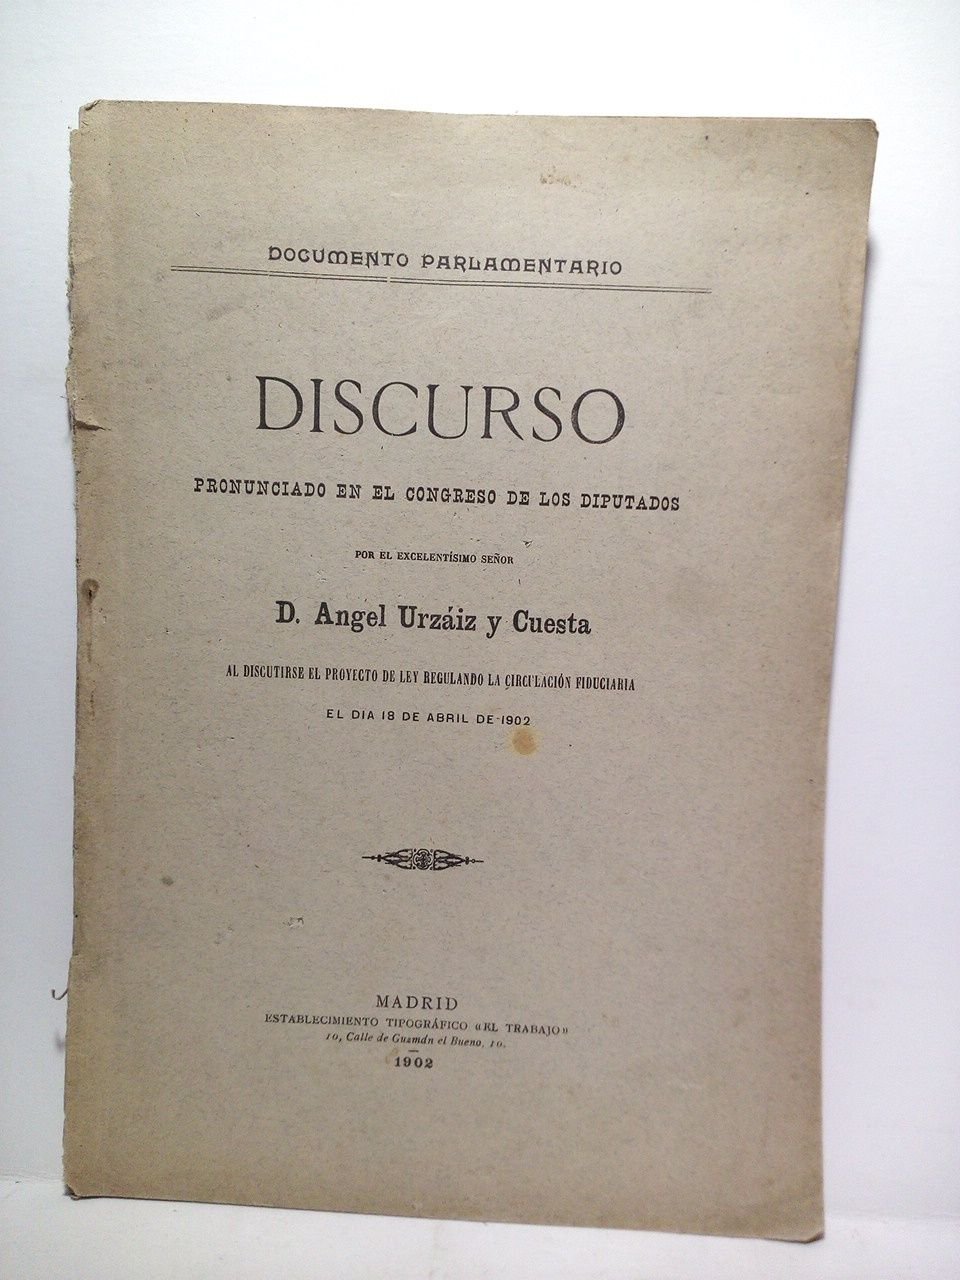 DOCUMENTO PARLAMENTARIO
DISCURSO
PRONUNCIADO EN EL CONGRESO DE LOS DIPUTADOS
POR EL EXCELENTÍSIMO SEÑOR
D. Angel Urzáiz y Cuesta
AL DISCUTIRSE EL PROYECTO DE LEY REGULANDO LA CIRCULACIÓN FIDUCIARIA
EL DIA 18 DE ABRIL DE 1902
MADRID
ESTABLECIMIENTO TIPOGRÁFICO «EL TRABAJO»
10, Calle de Guzmán el Bueno, 10.
1902